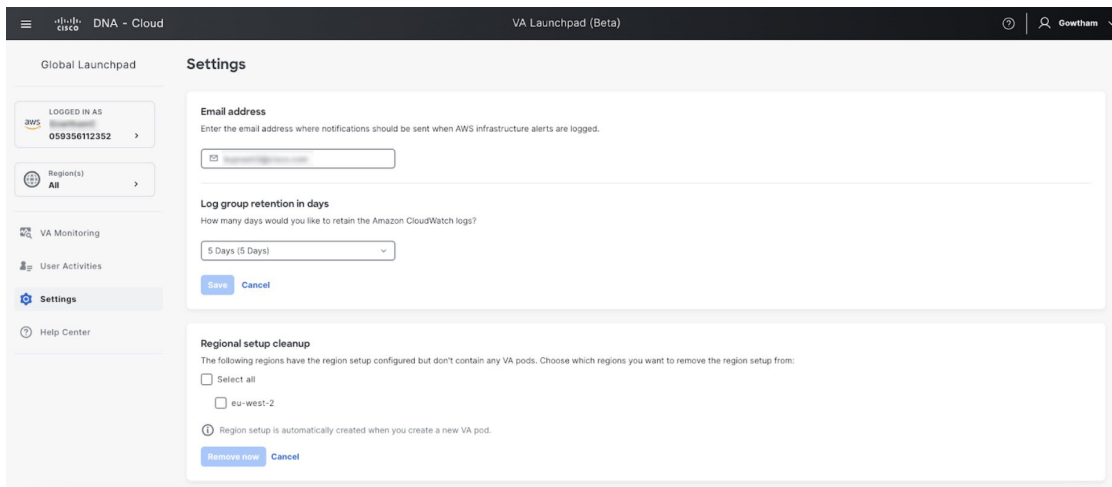 cisco DNA - Cloud
VA Launchpad (Beta)
Gowtham
Global Launchpad
LOGGED IN AS
aws
059356112352
Region(s)
All
VA Monitoring
User Activities
Settings
Help Center
Settings
Email address
Enter the email address where notifications should be sent when AWS infrastructure alerts are logged.
Log group retention in days
How many days would you like to retain the Amazon CloudWatch logs?
5 Days (5 Days)
Save Cancel
Regional setup cleanup
The following regions have the region setup configured but don't contain any VA pods. Choose which regions you want to remove the region setup from:
Select all
eu-west-2
Region setup is automatically created when you create a new VA pod.
Remove now Cancel